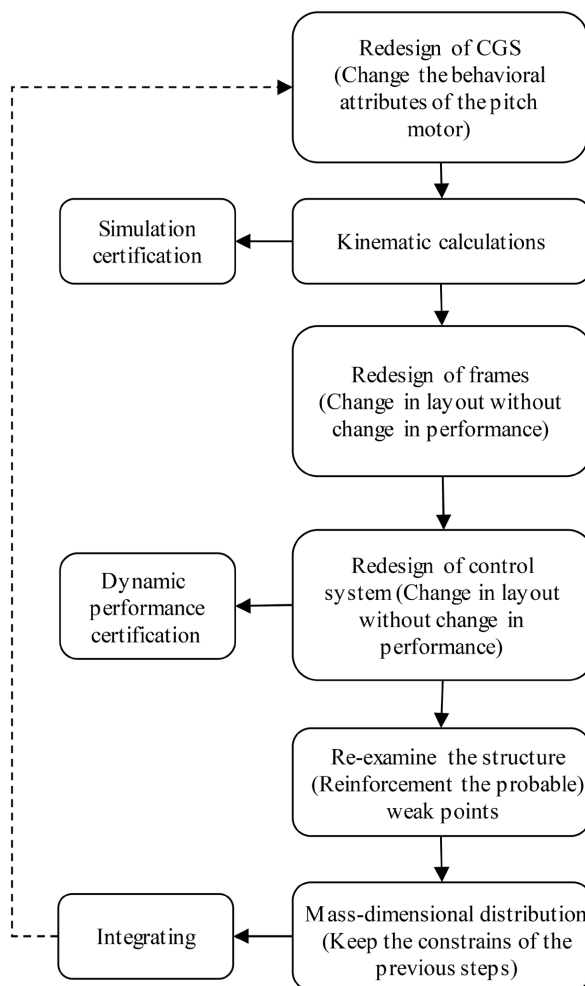 Redesign of CGS
(Change the behavioral
attributes of the pitch
motor)
Simulation
certification
Kinematic calculations
Redesign of frames
(Change in layout without
change in performance)
Dynamic
performance
certification
Redesign of control
system (Change in layout
without change in
performance)
Re-examine the structure
(Reinforcement the probable)
weak points
Integrating
Mass-dimensional distribution
(Keep the constrains of the
previous steps)